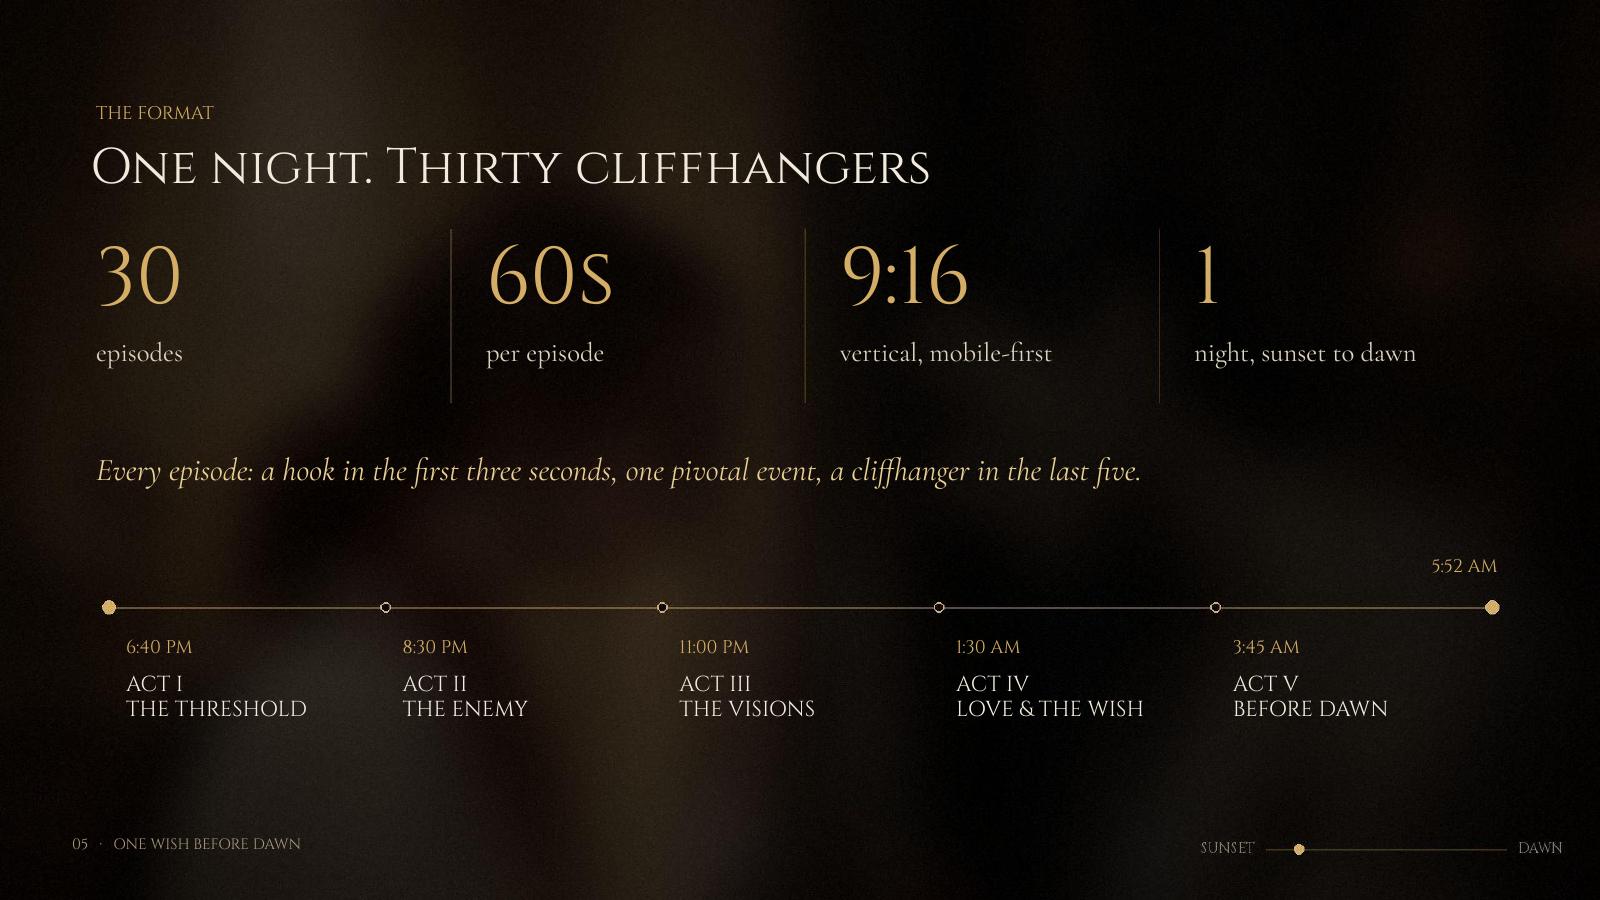 THE FORMAT
ONE NIGHT. THIRTY CLIFFHANGERS
30
episodes
60s
per episode
9:16
vertical, mobile-first
1
night, sunset to dawn
Every episode: a hook in the first three seconds, one pivotal event, a cliffhanger in the last five.
5:52 AM
6:40 PM
ACT I
THE THRESHOLD
8:30 PM
ACT II
THE ENEMY
11:00 PM
ACT III
THE VISIONS
1:30 AM
ACT IV
LOVE & THE WISH
3:45 AM
ACT V
BEFORE DAWN
05 · ONE WISH BEFORE DAWN
SUNSET
DAWN